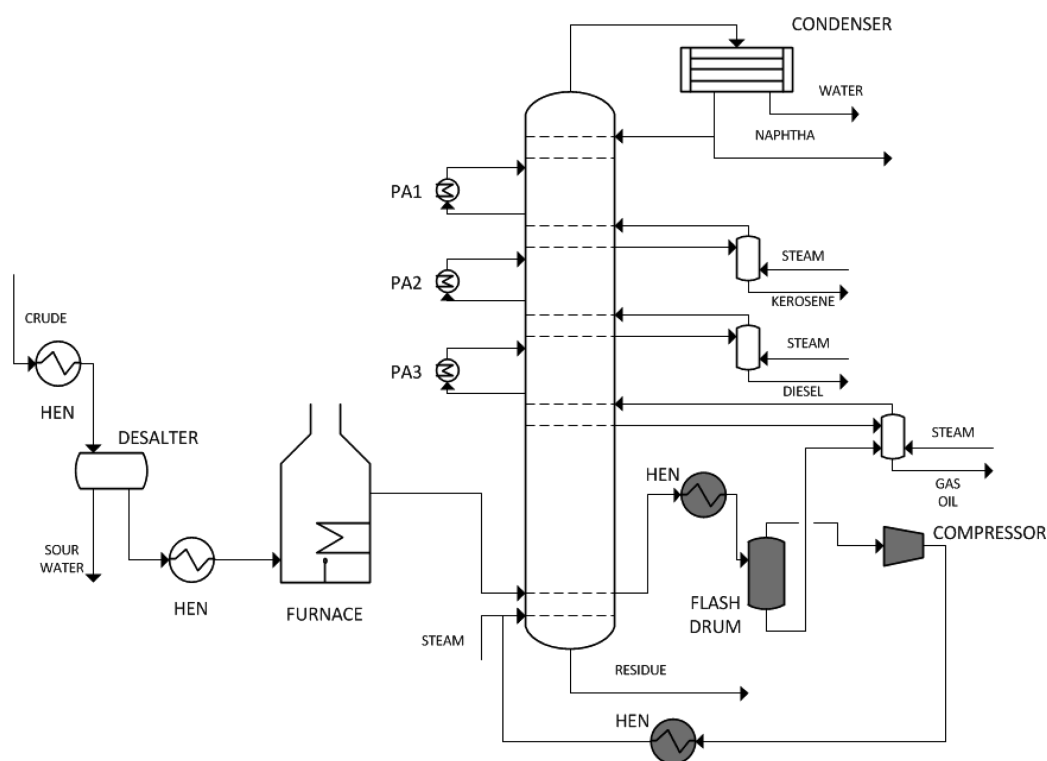 CONDENSER
WATER
NAPHTHA
PA1
STEAM
PA2
KEROSENE
CRUDE
STEAM
PA3
DIESEL
HEN
DESALTER
STEAM
HEN
GAS
OIL
COMPRESSOR
SOUR
WATER
HEN
FURNACE
FLASH
DRUM
STEAM
RESIDUE
HEN